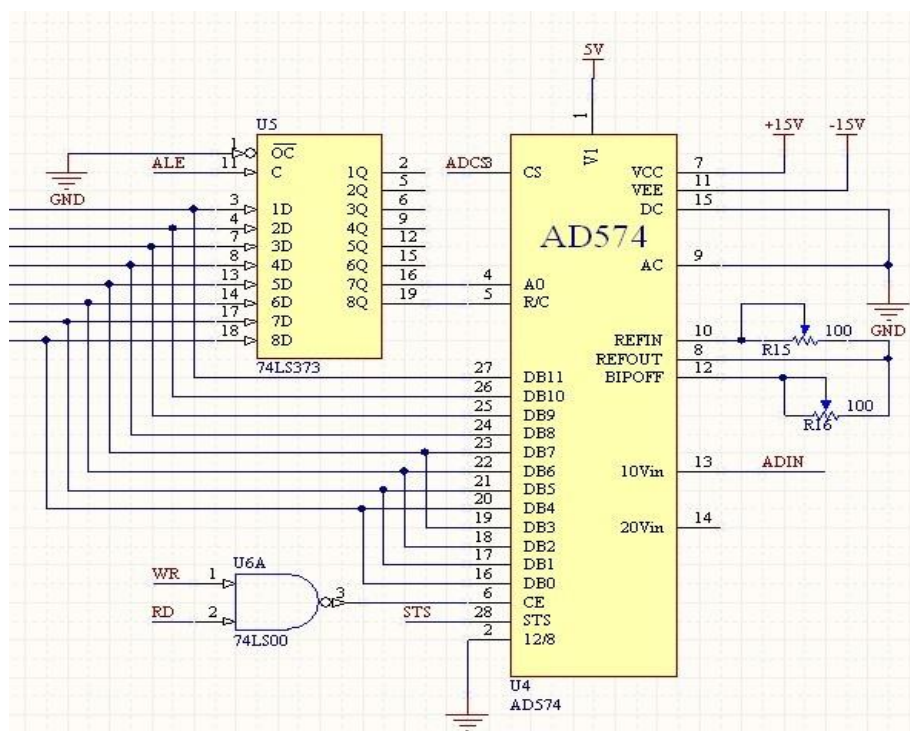 5V
U5
1
OC
ALE 11 C
GND
1Q 2
2Q 5
3 1D 3Q 6
4 2D 4Q 9
7 3D 5Q 12
8 4D 6Q 15
13 5D 7Q 16
14 6D 8Q 19
17 7D
18 8D
74LS373
1
V1
ADCS 3 CS
AD574
VCC 7 +15V -15V
VEE 11
DC 15
AC 9
GND
4 A0
5 R/C
REFIN 10 R15 100
REFOUT 8
BIPOFF 12 R16 100
27 DB11
26 DB10
25 DB9
24 DB8
23 DB7
22 DB6
21 DB5
20 DB4
19 DB3
18 DB2
17 DB1
16 DB0
10Vin 13 ADIN
20Vin 14
U6A
WR 1
3
RD 2
74LS00
6 CE
STS 28 STS
2 12/8
U4
AD574